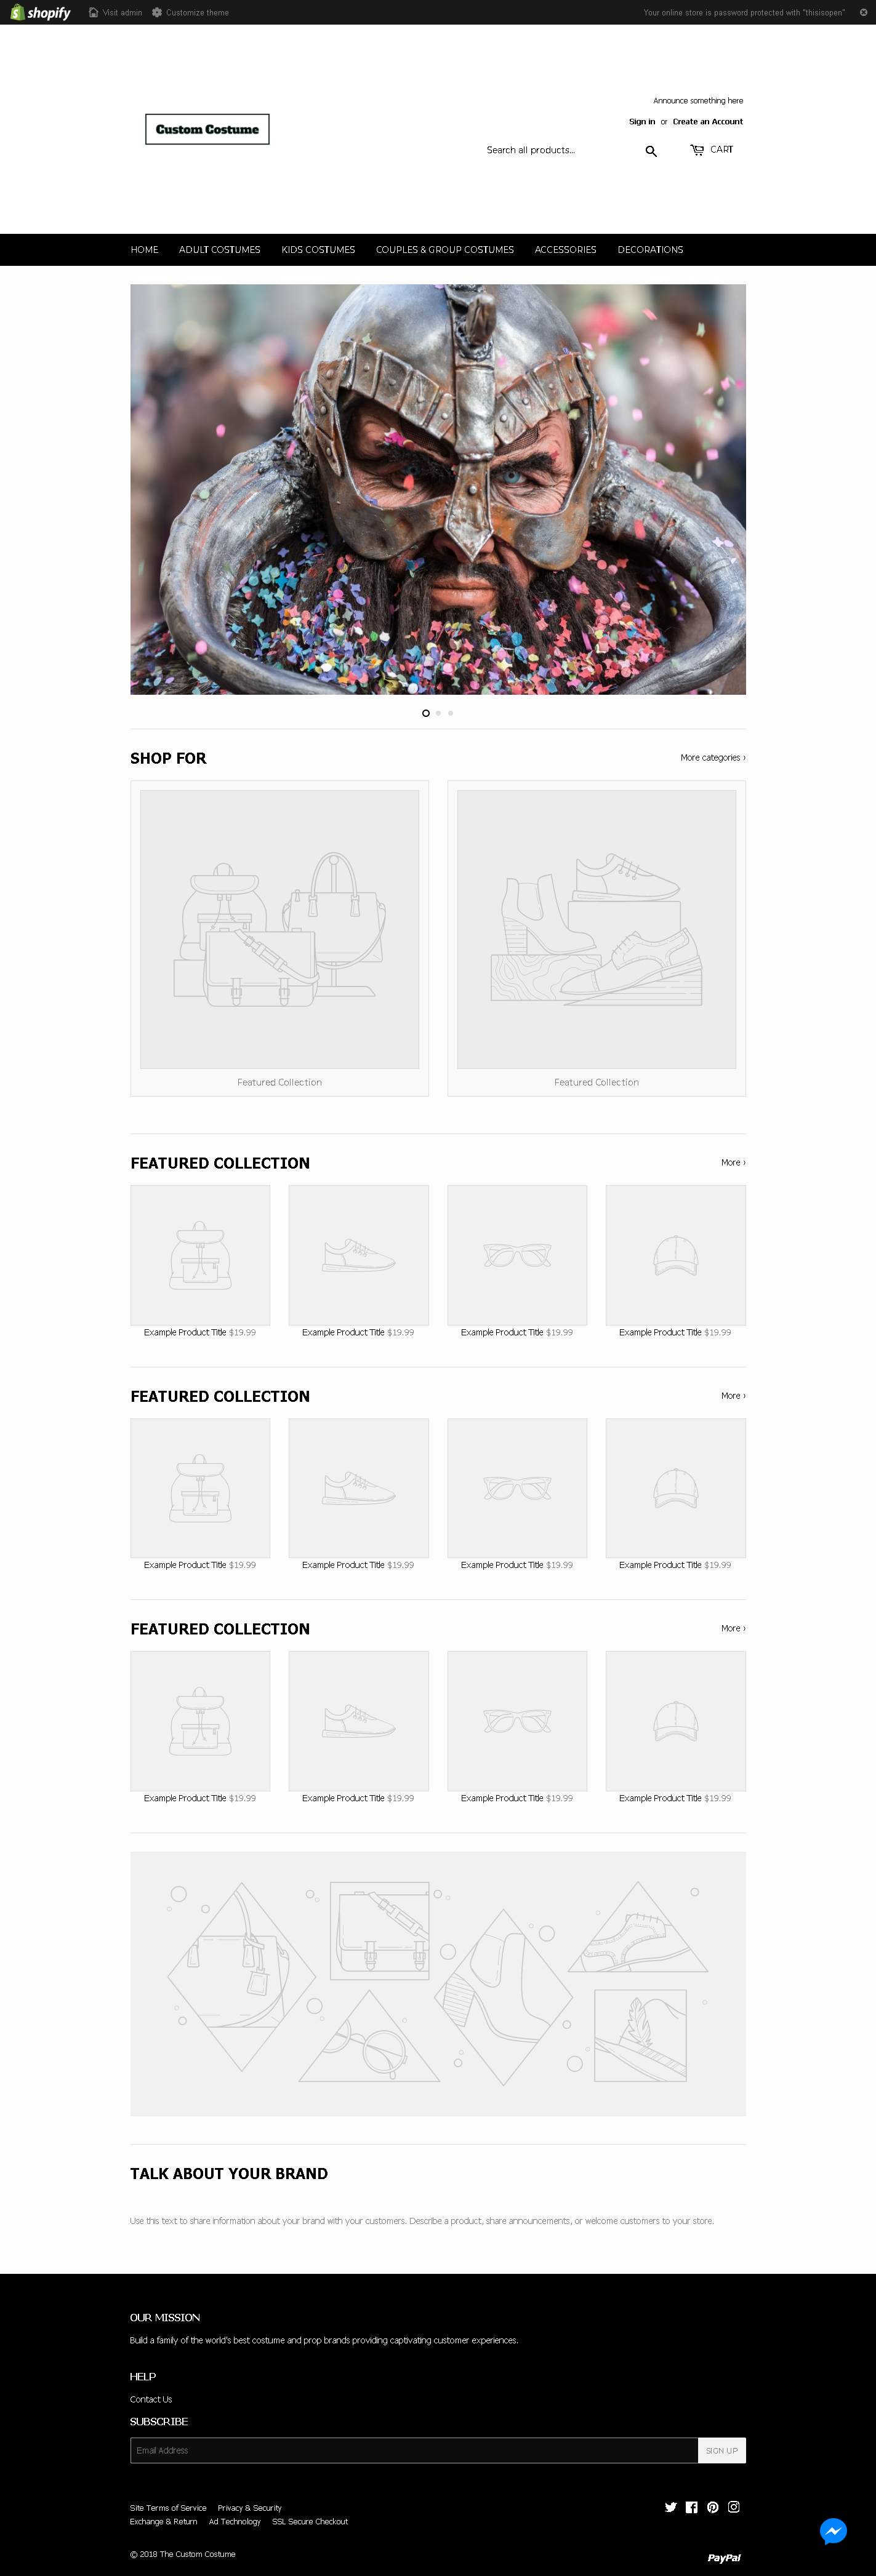 shopify Visit admin Customize theme Your online store is password protected with "thisisopen"
Announce something here
Custom Costume
Sign in or Create an Account
Search all products... CART
HOME ADULT COSTUMES KIDS COSTUMES COUPLES & GROUP COSTUMES ACCESSORIES DECORATIONS
SHOP FOR More categories ›
Featured Collection Featured Collection
FEATURED COLLECTION More ›
Example Product Title $19.99 Example Product Title $19.99 Example Product Title $19.99 Example Product Title $19.99
FEATURED COLLECTION More ›
Example Product Title $19.99 Example Product Title $19.99 Example Product Title $19.99 Example Product Title $19.99
FEATURED COLLECTION More ›
Example Product Title $19.99 Example Product Title $19.99 Example Product Title $19.99 Example Product Title $19.99
TALK ABOUT YOUR BRAND
Use this text to share information about your brand with your customers. Describe a product, share announcements, or welcome customers to your store.
OUR MISSION
Build a family of the world's best costume and prop brands providing captivating customer experiences.
HELP
Contact Us
SUBSCRIBE
Email Address SIGN UP
Site Terms of Service Privacy & Security
Exchange & Return Ad Technology SSL Secure Checkout
© 2018 The Custom Costume
PayPal